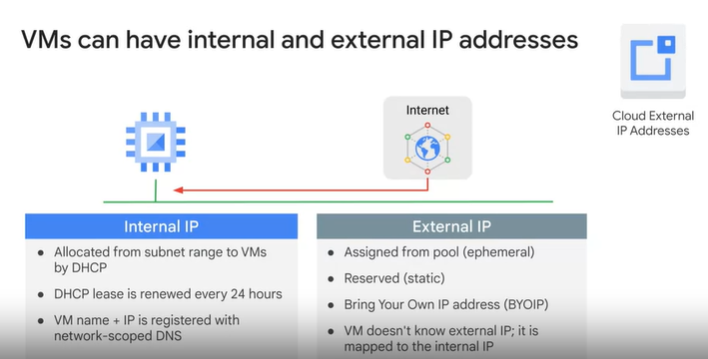 VMs can have internal and external IP addresses
Cloud External
IP Addresses
Internet
Internal IP
• Allocated from subnet range to VMs
by DHCP
• DHCP lease is renewed every 24 hours
• VM name + IP is registered with
network-scoped DNS
External IP
• Assigned from pool (ephemeral)
• Reserved (static)
• Bring Your Own IP address (BYOIP)
• VM doesn't know external IP; it is
mapped to the internal IP